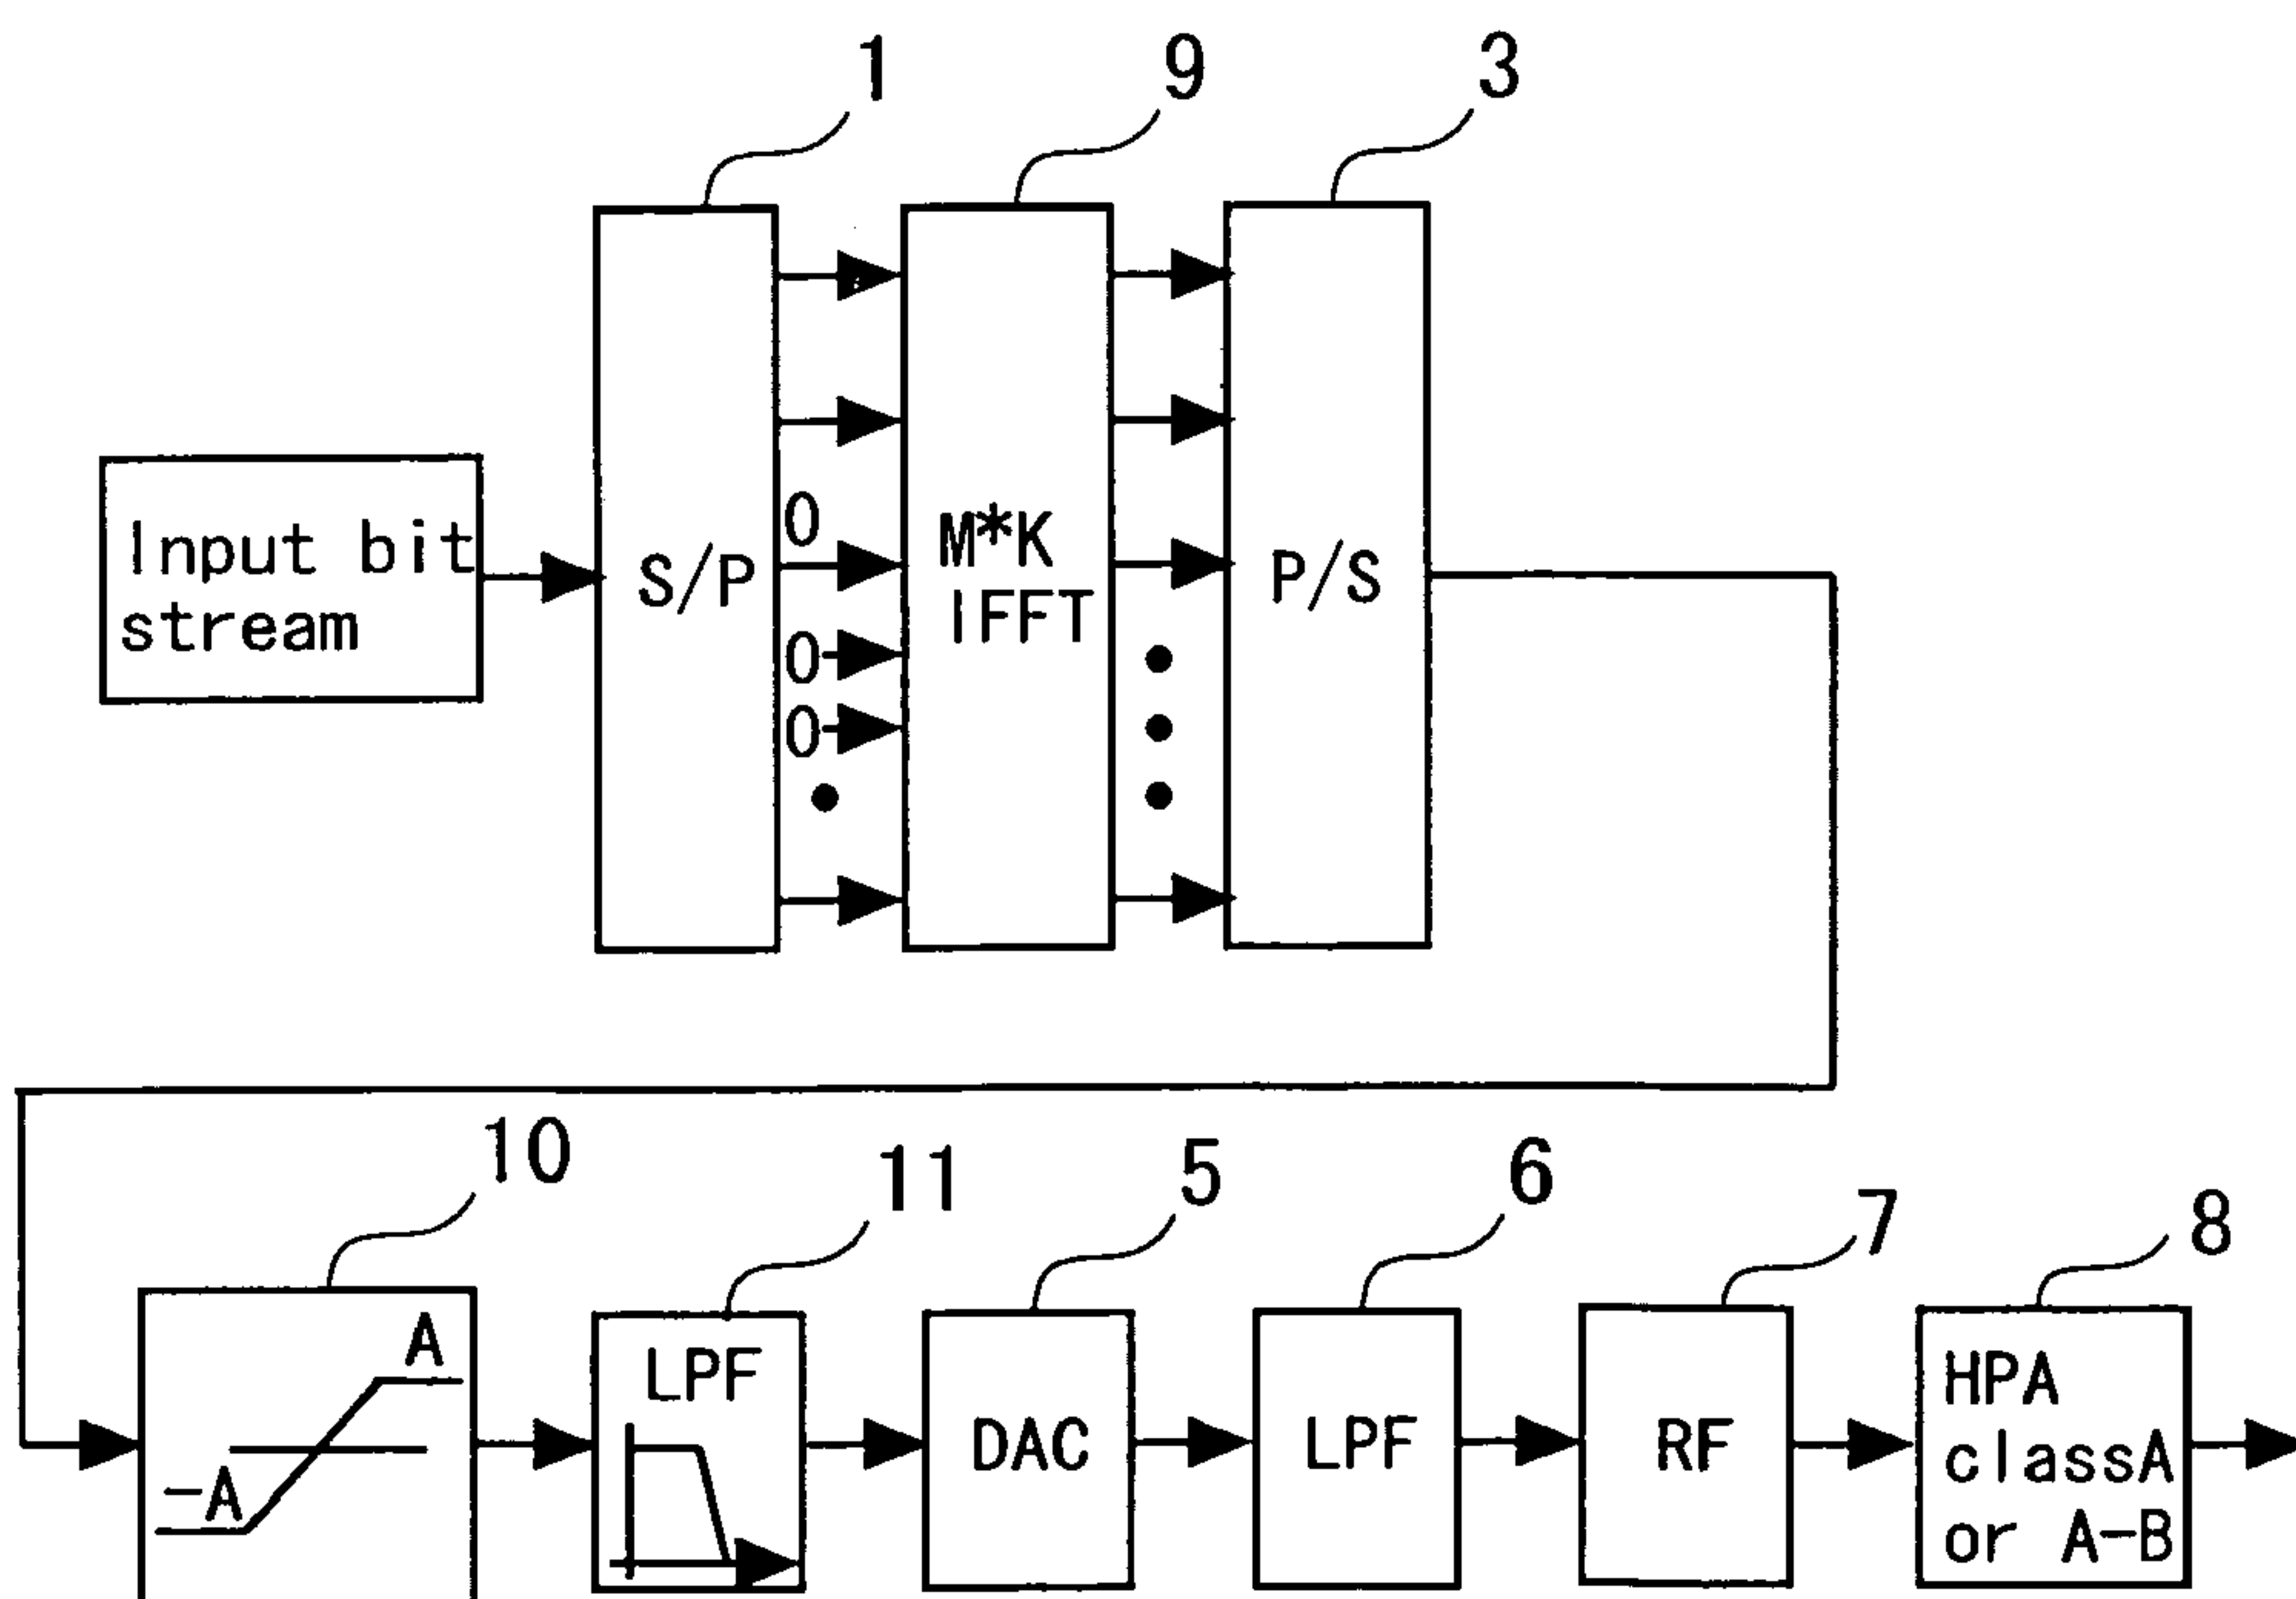 1
9
3
Input bit
stream
S/P
0
0
0
M*K
IFFT
P/S
10
11
5
6
7
8
A
-A
LPF
DAC
LPF
RF
HPA
classA
or A-B